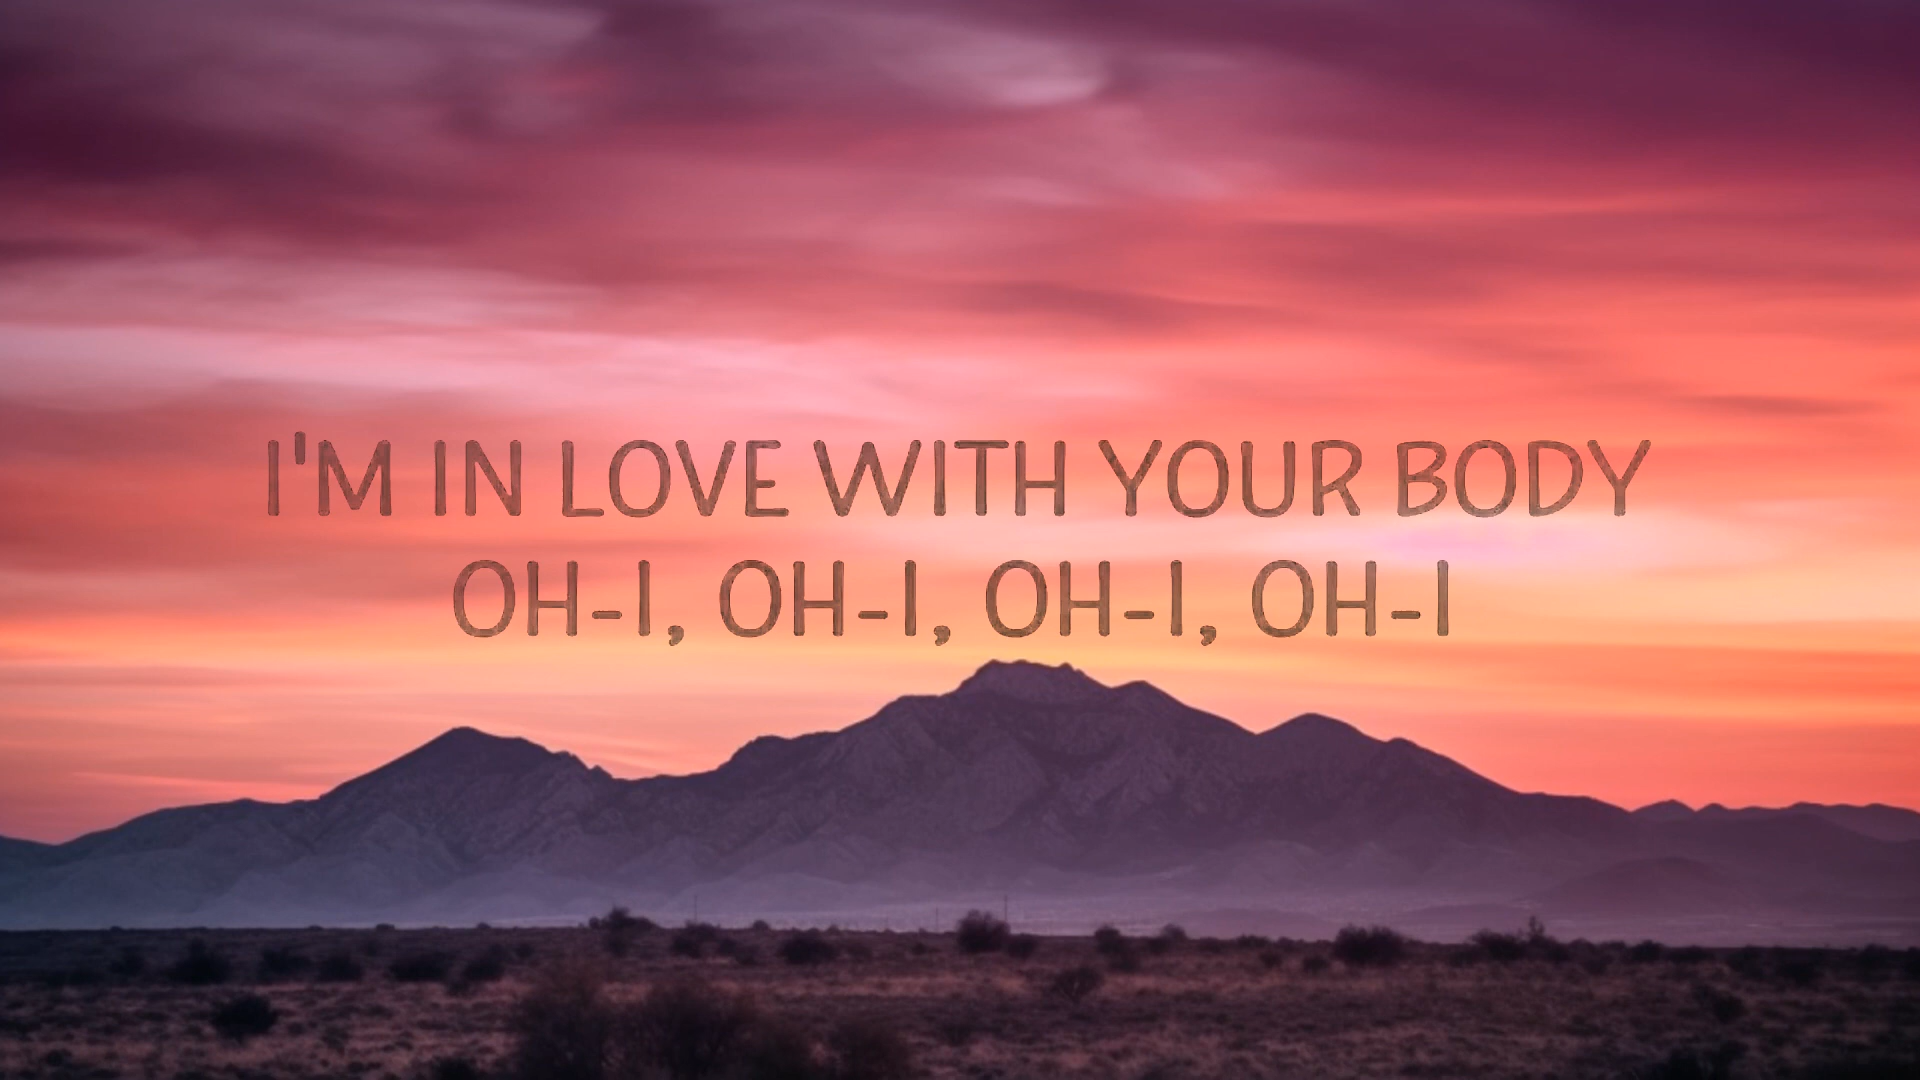 I'M IN LOVE WITH YOUR BODY
OH-I, OH-I, OH-I, OH-I